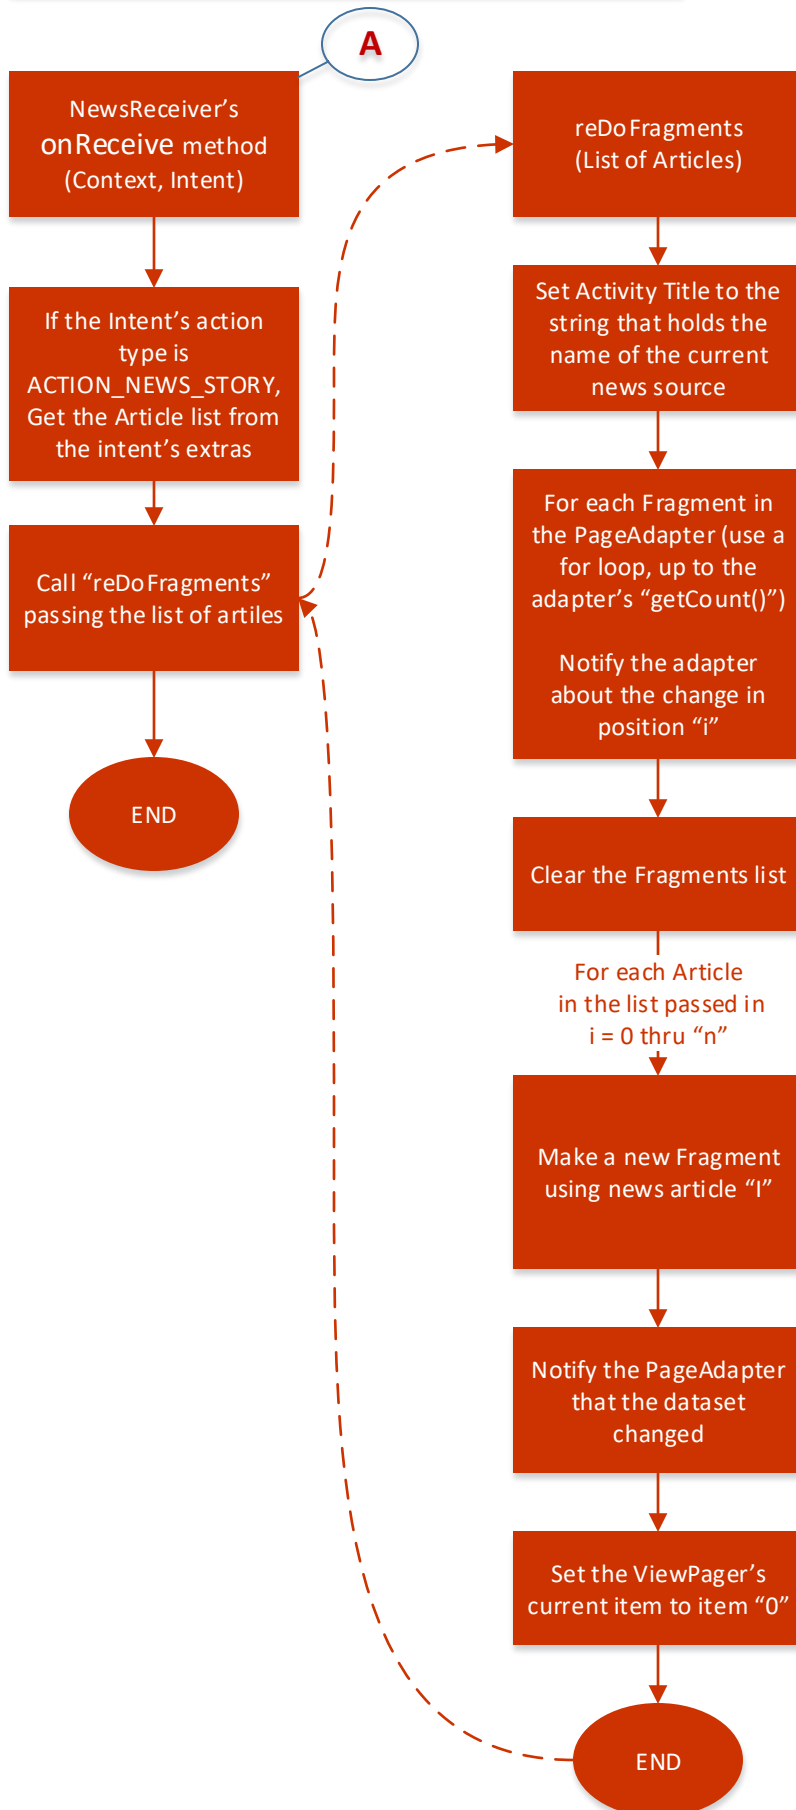 A
NewsReceiver’s
onReceive method
(Context, Intent)
If the Intent’s action
type is
ACTION_NEWS_STORY,
Get the Article list from
the intent’s extras
Call “reDoFragments”
passing the list of artiles
END
reDoFragments
(List of Articles)
Set Activity Title to the
string that holds the
name of the current
news source
For each Fragment in
the PageAdapter (use a
for loop, up to the
adapter’s “getCount()”)
Notify the adapter
about the change in
position “i”
Clear the Fragments list
For each Article
in the list passed in
i = 0 thru “n”
Make a new Fragment
using news article “I”
Notify the PageAdapter
that the dataset
changed
Set the ViewPager’s
current item to item “0”
END